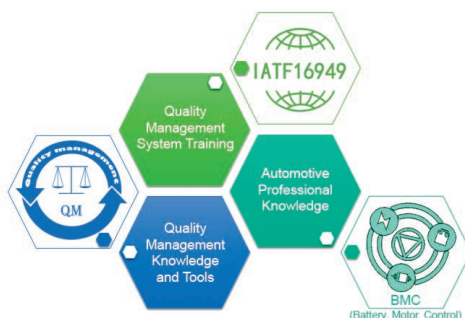 IATF16949
Quality
Management
System Training
Automotive
Professional
Knowledge
Quality management
QM
Quality
Management
Knowledge
and Tools
BMC
(Battery, Motor, Control)